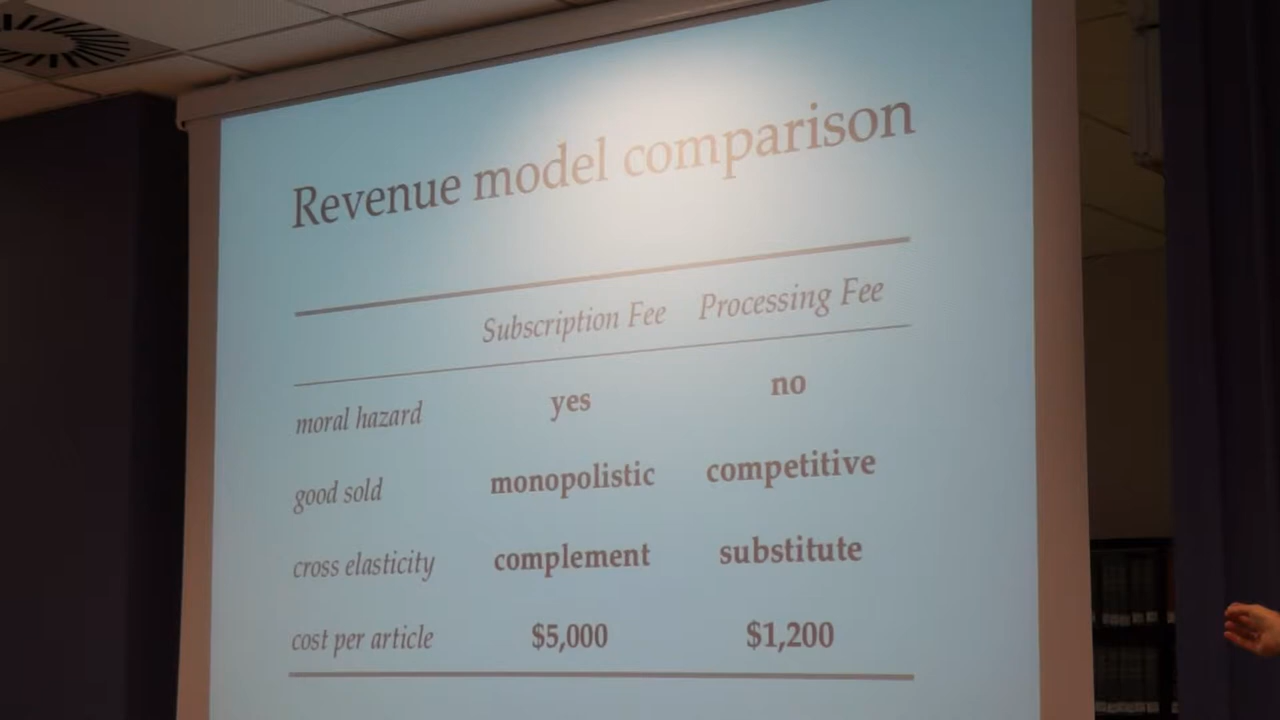 Revenue model comparison
Subscription Fee Processing Fee
moral hazard yes no
good sold monopolistic competitive
cross elasticity complement substitute
cost per article $5,000 $1,200